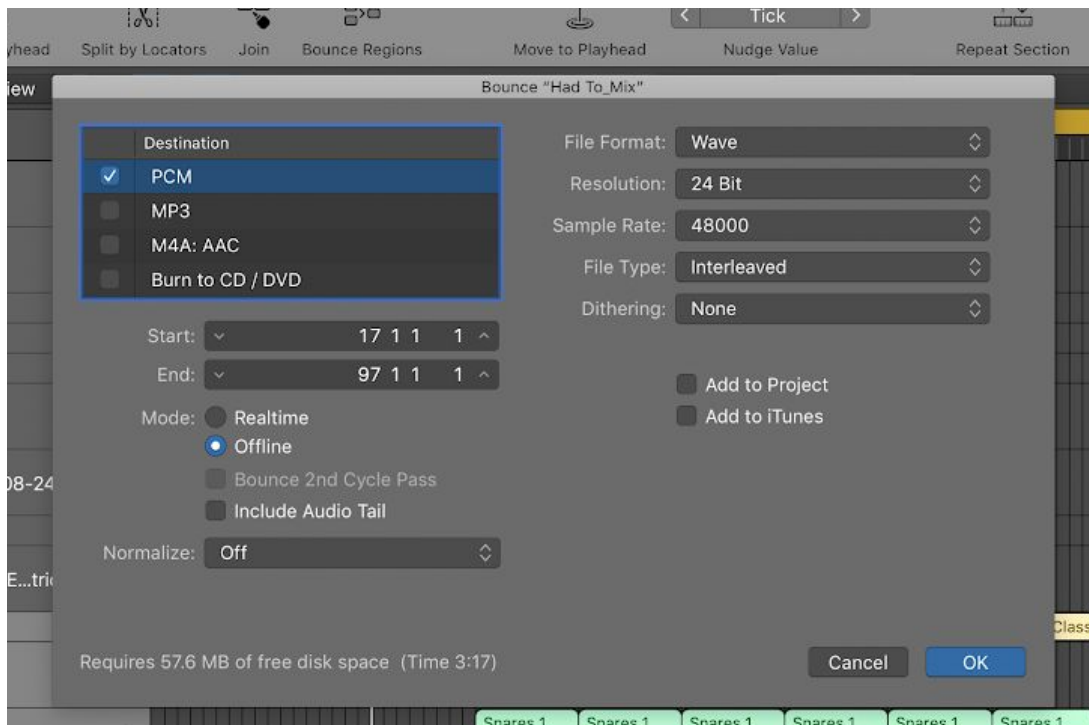 Tick
yhead Split by Locators Join Bounce Regions Move to Playhead Nudge Value Repeat Section
iew
Bounce "Had To_Mix"
Destination
PCM
MP3
M4A: AAC
Burn to CD / DVD
File Format: Wave
Resolution: 24 Bit
Sample Rate: 48000
File Type: Interleaved
Dithering: None
Start: 17 1 1 1
End: 97 1 1 1
Add to Project
Add to iTunes
Mode: Realtime
Offline
Bounce 2nd Cycle Pass
Include Audio Tail
08-24
Normalize: Off
E...tri
Class
Requires 57.6 MB of free disk space (Time 3:17)
Cancel OK
Snares 1 Snares 1 Snares 1 Snares 1 Snares 1 Snares 1